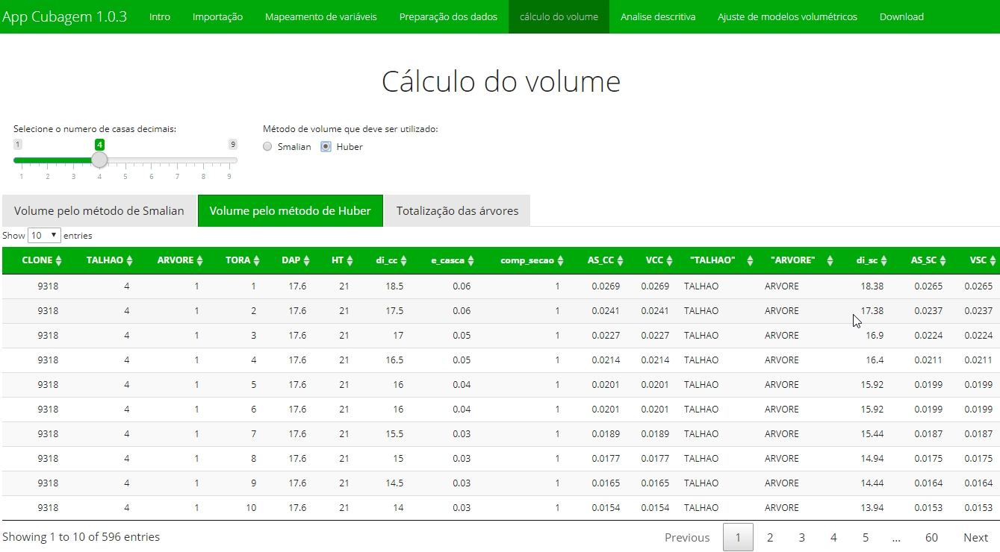 App Cubagem 1.0.3 Intro Importação Mapeamento de variáveis Preparação dos dados cálculo do volume Analise descritiva Ajuste de modelos volumétricos Download
Cálculo do volume
Selecione o numero de casas decimais: Método de volume que deve ser utilizado:
1 4 9 Smalian Huber
1 2 3 4 5 6 7 8 9
Volume pelo método de Smalian Volume pelo método de Huber Totalização das árvores
Show 10 entries
CLONE TALHAO ARVORE TORA DAP HT di_cc e_casca comp_secao AS_CC VCC "TALHAO" "ARVORE" di_sc AS_SC VSC
9318 4 1 1 17.6 21 18.5 0.06 1 0.0269 0.0269 TALHAO ARVORE 18.38 0.0265 0.0265
9318 4 1 2 17.6 21 17.5 0.06 1 0.0241 0.0241 TALHAO ARVORE 17.38 0.0237 0.0237
9318 4 1 3 17.6 21 17 0.05 1 0.0227 0.0227 TALHAO ARVORE 16.9 0.0224 0.0224
9318 4 1 4 17.6 21 16.5 0.05 1 0.0214 0.0214 TALHAO ARVORE 16.4 0.0211 0.0211
9318 4 1 5 17.6 21 16 0.04 1 0.0201 0.0201 TALHAO ARVORE 15.92 0.0199 0.0199
9318 4 1 6 17.6 21 16 0.04 1 0.0201 0.0201 TALHAO ARVORE 15.92 0.0199 0.0199
9318 4 1 7 17.6 21 15.5 0.03 1 0.0189 0.0189 TALHAO ARVORE 15.44 0.0187 0.0187
9318 4 1 8 17.6 21 15 0.03 1 0.0177 0.0177 TALHAO ARVORE 14.94 0.0175 0.0175
9318 4 1 9 17.6 21 14.5 0.03 1 0.0165 0.0165 TALHAO ARVORE 14.44 0.0164 0.0164
9318 4 1 10 17.6 21 14 0.03 1 0.0154 0.0154 TALHAO ARVORE 13.94 0.0153 0.0153
Showing 1 to 10 of 596 entries Previous 1 2 3 4 5 ... 60 Next